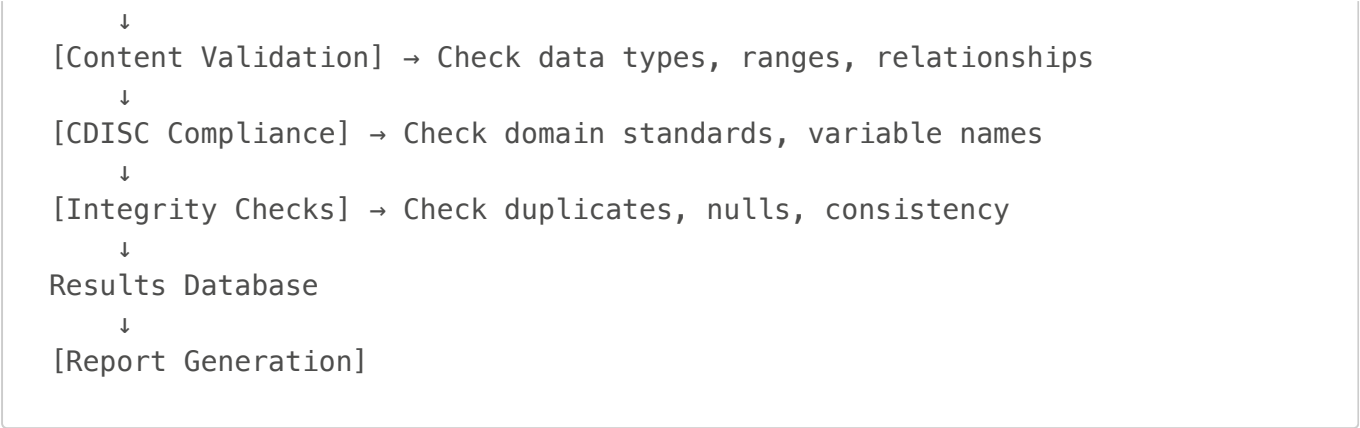 ↓
[Content Validation] → Check data types, ranges, relationships
↓
[CDISC Compliance] → Check domain standards, variable names
↓
[Integrity Checks] → Check duplicates, nulls, consistency
↓
Results Database
↓
[Report Generation]